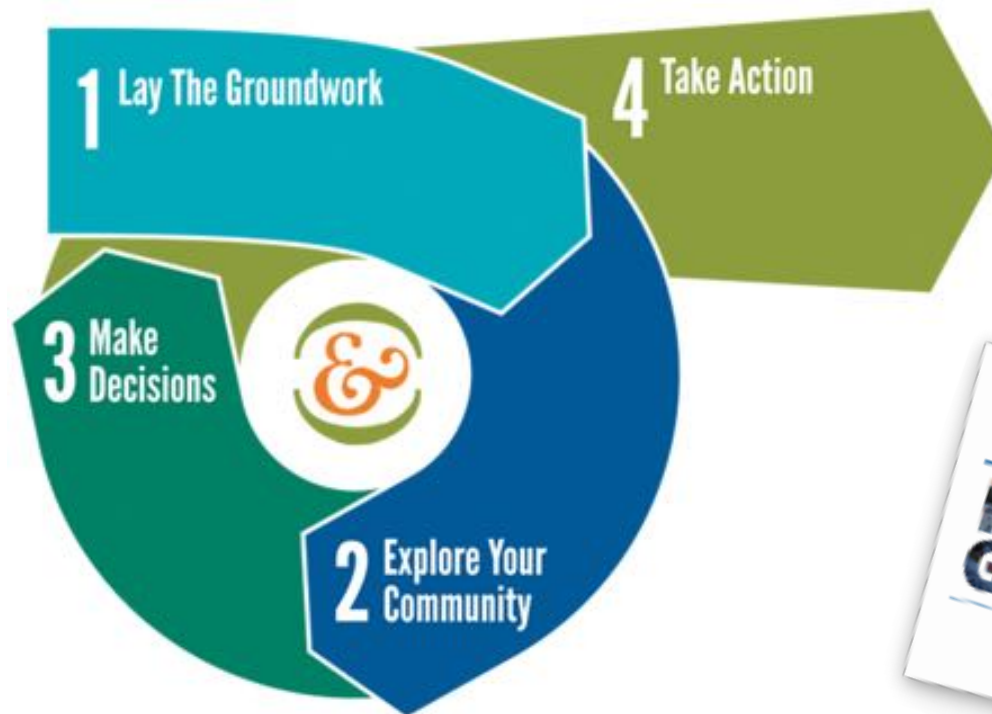 1 Lay The Groundwork
4 Take Action
3 Make
Decisions
&
2 Explore Your
Community